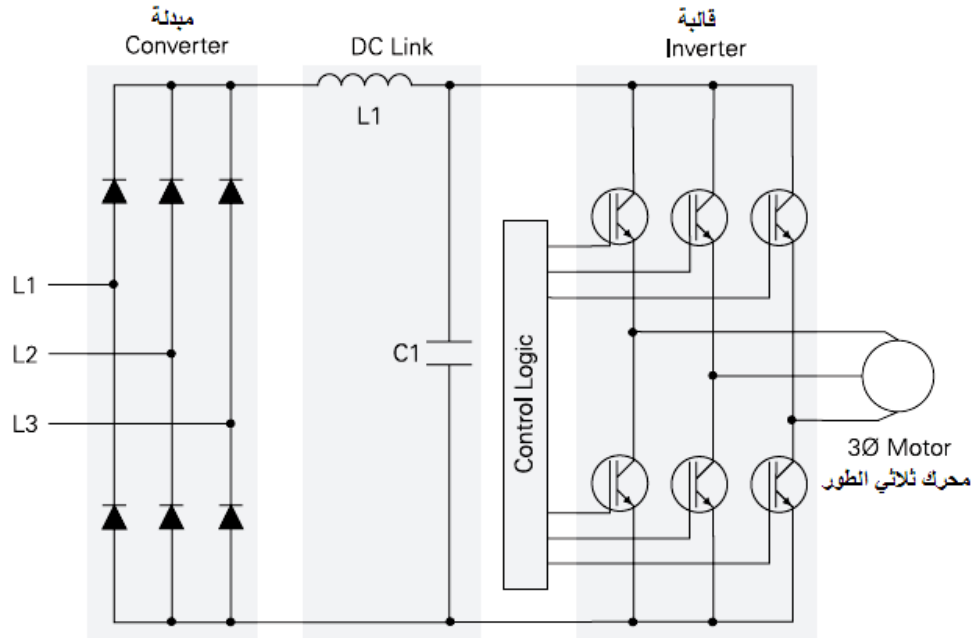 مبدلة
Converter
DC Link
قالبة
Inverter
L1
L1
L2
L3
C1
Control Logic
3Ø Motor
محرك ثلاثي الطور